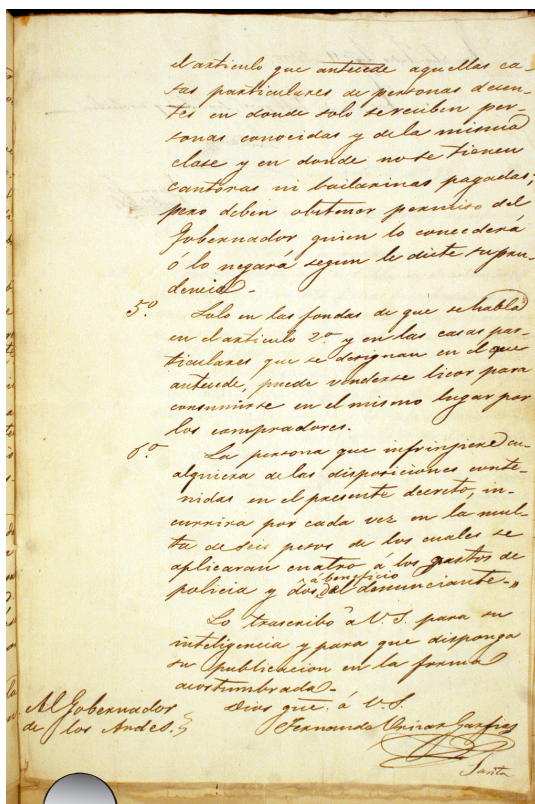 el articulo que antecede aquellas ca-
sas particulares de personas decen-
tes en donde solo se reciben per-
sonas conocidas y de la misma
clase y en donde no se tienen
cantoras ni bailarinas pagadas;
pero deben obtener permiso del
Gobernador quien lo concederá
ó lo negará segun le dicte su pru-
dencia.-
5º. Solo en las fondas de que se habla
en el artículo 2º. y en las casas par-
ticulares que se designan en el que
antecede, puede venderse licor para
consumirse en el mismo lugar por
los compradores.
6º. La persona que infrinjiere cu-
alquiera de las disposiciones conte-
nidas en el presente decreto, in-
currira por cada vez en la mul-
ta de seis pesos de los cuales se
aplicaran cuatro á los gastos de
policia y dos á beneficio del denunciante.-"
Lo trascribo á V.S. para su
inteligencia y para que disponga
su publicacion en la forma
acostumbrada.-
Dios gue. á V.S.
Fernando Garfias
Al Gobernador
de los Andes.
Santa